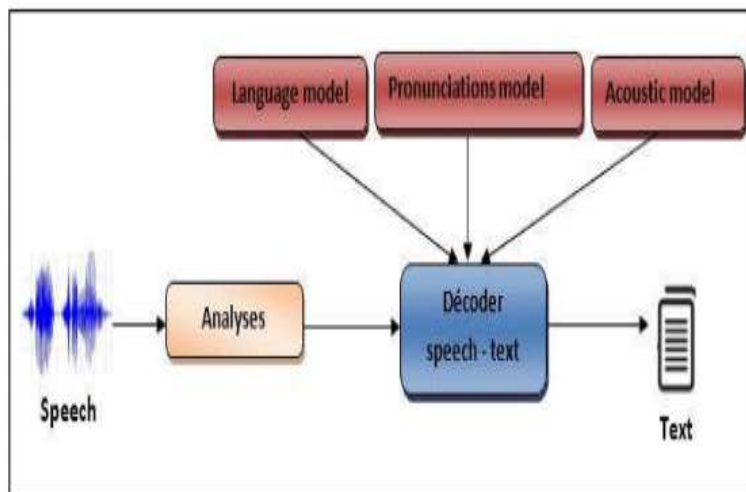 Language model
Pronunciations model
Acoustic model
Analyses
Décoder
speech - text
Speech
Text